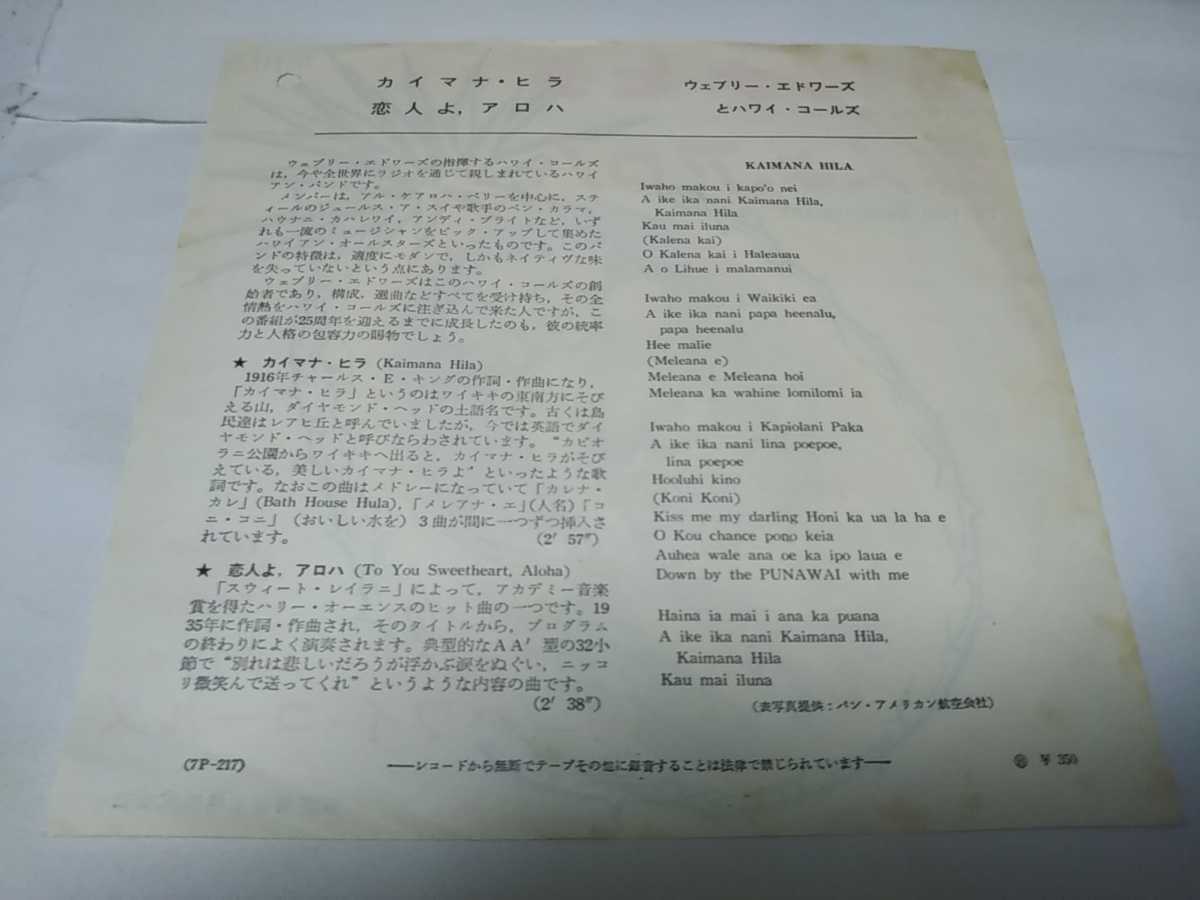 カイマナ・ヒラ
恋人よ，アロハ
ウェブリー・エドワーズ
とハワイ・コールズ
ウェブリー・エドワーズの指揮するハワイ・コールズ
は，今や全世界にラジオを通じて親しまれているハワイ
アン・バンドです。
メンバーは，アル・ケアロハ・ペリーを中心に，ステ
ィールのジュールス・ア・スイや歌手のベン・カラマ，
ハウナニ・カハレワイ，アンディ・ブライトなど，いず
れも一流のミュージシャンをピック・アップして集めた
ハワイアン・オールスターズといったものです。このバ
ンドの特徴は，適度にモダンで，しかもネイティヴな味
を失っていないという点にあります。
ウェブリー・エドワーズはこのハワイ・コールズの創
始者であり，構成，選曲などすべてを受け持ち，その全
情熱をハワイ・コールズに注ぎ込んで来た人ですが，こ
の番組が25周年を迎えるまでに成長したのも，彼の統率
力と人格の包容力の賜物でしょう。
★ カイマナ・ヒラ (Kaimana Hila)
1916年チャールス・E・キングの作詞・作曲になり，
「カイマナ・ヒラ」というのはワイキキの東南方にそび
える山，ダイヤモンド・ヘッドの土語名です。古くは島
民達はレアヒ丘と呼んでいましたが，今では英語でダイ
ヤモンド・ヘッドと呼びならわされています。“カピオ
ラニ公園からワイキキへ出ると，カイマナ・ヒラがそび
えている，美しいカイマナ・ヒラよ”といったような歌
詞です。なおこの曲はメドレーになっていて「カレナ・
カレ」(Bath House Hula)，「メレアナ・エ」(人名)「コ
ニ・コニ」（おいしい水を）3曲が間に一つずつ挿入さ
れています。 (2′ 57″)
★ 恋人よ，アロハ (To You Sweetheart, Aloha)
「スウィート・レイラニ」によって，アカデミー音楽
賞を得たハリー・オーエンスのヒット曲の一つです。19
35年に作詞・作曲され，そのタイトルから，プログラム
の終わりによく演奏されます。典型的なＡＡ′型の32小
節で“別れは悲しいだろうが浮かぶ涙をぬぐい，ニッコ
リ微笑んで送ってくれ”というような内容の曲です。
(2′ 38″)
KAIMANA HILA
Iwaho makou i kapo'o nei
A ike ika nani Kaimana Hila,
Kaimana Hila
Kau mai iluna
(Kalena kai)
O Kalena kai i Haleauau
A o Lihue i malamanui
Iwaho makou i Waikiki ea
A ike ika nani papa heenalu,
papa heenalu
Hee malie
(Meleana e)
Meleana e Meleana hoi
Meleana ka wahine lomilomi ia
Iwaho makou i Kapiolani Paka
A ike ika nani lina poepoe,
lina poepoe
Hooluhi kino
(Koni Koni)
Kiss me my darling Honi ka ua la ha e
O Kou chance pono keia
Auhea wale ana oe ka ipo laua e
Down by the PUNAWAI with me
Haina ia mai i ana ka puana
A ike ika nani Kaimana Hila,
Kaimana Hila
Kau mai iluna
(表写真提供：パン・アメリカン航空会社)
(7P-217)
――レコードから無断でテープその他に録音することは法律で禁じられています――
￥350